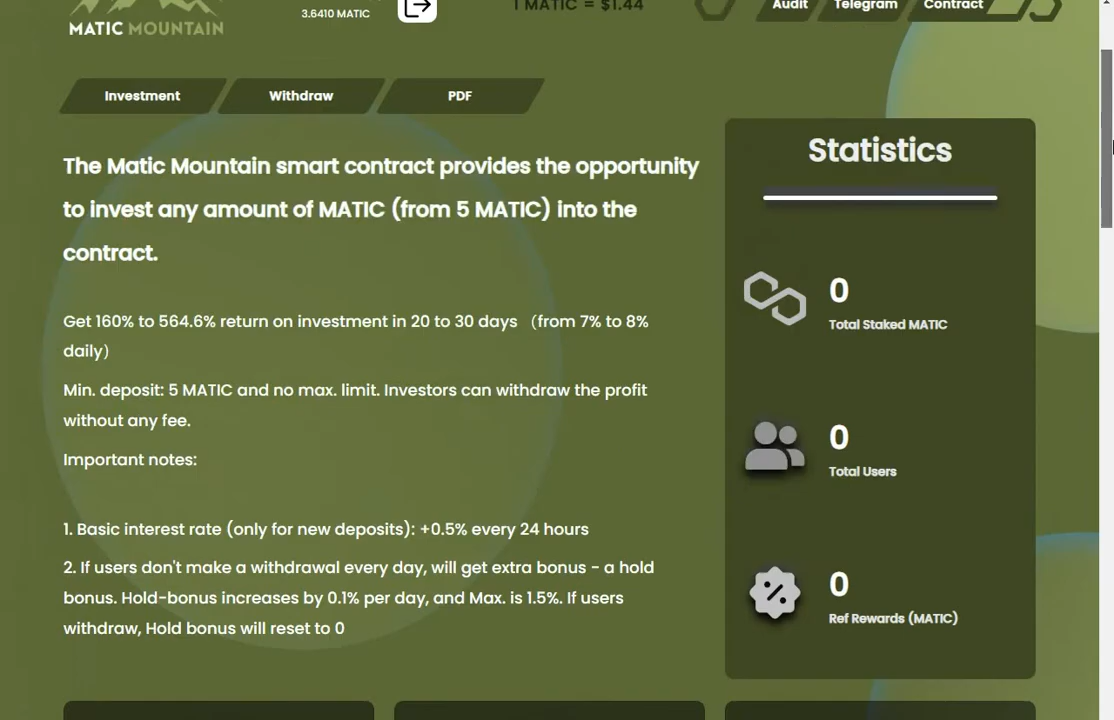 MATIC MOUNTAIN
3.6410 MATIC
1 MATIC = $1.44
Audit
Telegram
Contract
Investment
Withdraw
PDF
The Matic Mountain smart contract provides the opportunity
to invest any amount of MATIC (from 5 MATIC) into the
contract.
Get 160% to 564.6% return on investment in 20 to 30 days （from 7% to 8%
daily）
Min. deposit: 5 MATIC and no max. limit. Investors can withdraw the profit
without any fee.
Important notes:
1. Basic interest rate (only for new deposits): +0.5% every 24 hours
2. If users don't make a withdrawal every day, will get extra bonus - a hold
bonus. Hold-bonus increases by 0.1% per day, and Max. is 1.5%. If users
withdraw, Hold bonus will reset to 0
Statistics
0
Total Staked MATIC
0
Total Users
0
Ref Rewards (MATIC)